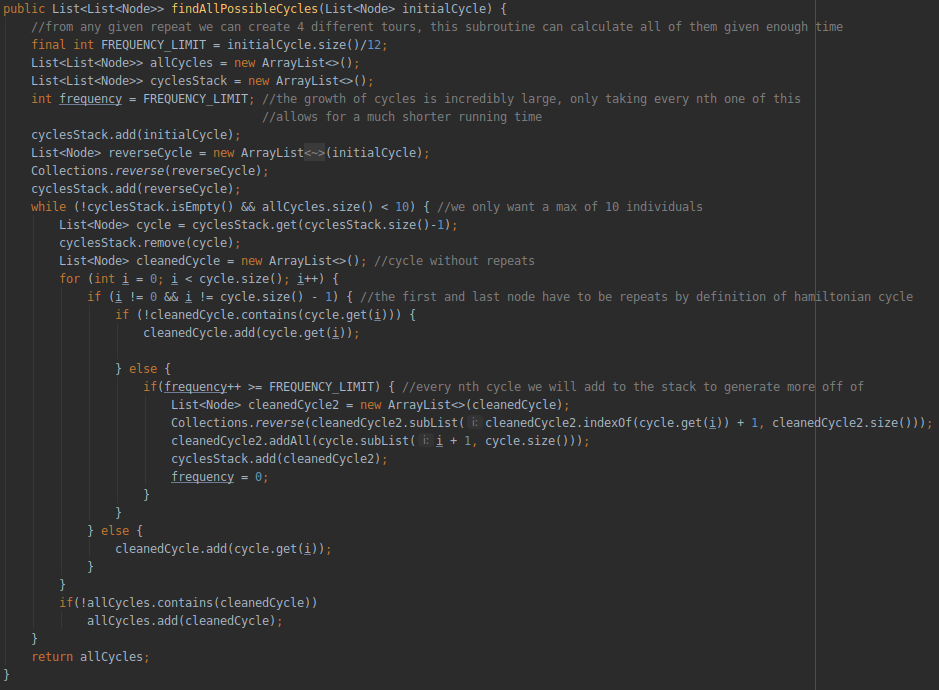 public List<List<Node>> findAllPossibleCycles(List<Node> initialCycle) {
//from any given repeat we can create 4 different tours, this subroutine can calculate all of them given enough time
final int FREQUENCY_LIMIT = initialCycle.size()/12;
List<List<Node>> allCycles = new ArrayList<>();
List<List<Node>> cyclesStack = new ArrayList<>();
int frequency = FREQUENCY_LIMIT; //the growth of cycles is incredibly large, only taking every nth one of this
//allows for a much shorter running time
cyclesStack.add(initialCycle);
List<Node> reverseCycle = new ArrayList<~>(initialCycle);
Collections.reverse(reverseCycle);
cyclesStack.add(reverseCycle);
while (!cyclesStack.isEmpty() && allCycles.size() < 10) { //we only want a max of 10 individuals
List<Node> cycle = cyclesStack.get(cyclesStack.size()-1);
cyclesStack.remove(cycle);
List<Node> cleanedCycle = new ArrayList<>(); //cycle without repeats
for (int i = 0; i < cycle.size(); i++) {
if (i != 0 && i != cycle.size() - 1) { //the first and last node have to be repeats by definition of hamiltonian cycle
if (!cleanedCycle.contains(cycle.get(i))) {
cleanedCycle.add(cycle.get(i));
} else {
if(frequency++ >= FREQUENCY_LIMIT) { //every nth cycle we will add to the stack to generate more off of
List<Node> cleanedCycle2 = new ArrayList<>(cleanedCycle);
Collections.reverse(cleanedCycle2.subList( i: cleanedCycle2.indexOf(cycle.get(i)) + 1, cleanedCycle2.size()));
cleanedCycle2.addAll(cycle.subList( i: i + 1, cycle.size()));
cyclesStack.add(cleanedCycle2);
frequency = 0;
}
}
} else {
cleanedCycle.add(cycle.get(i));
}
}
if(!allCycles.contains(cleanedCycle))
allCycles.add(cleanedCycle);
}
return allCycles;
}